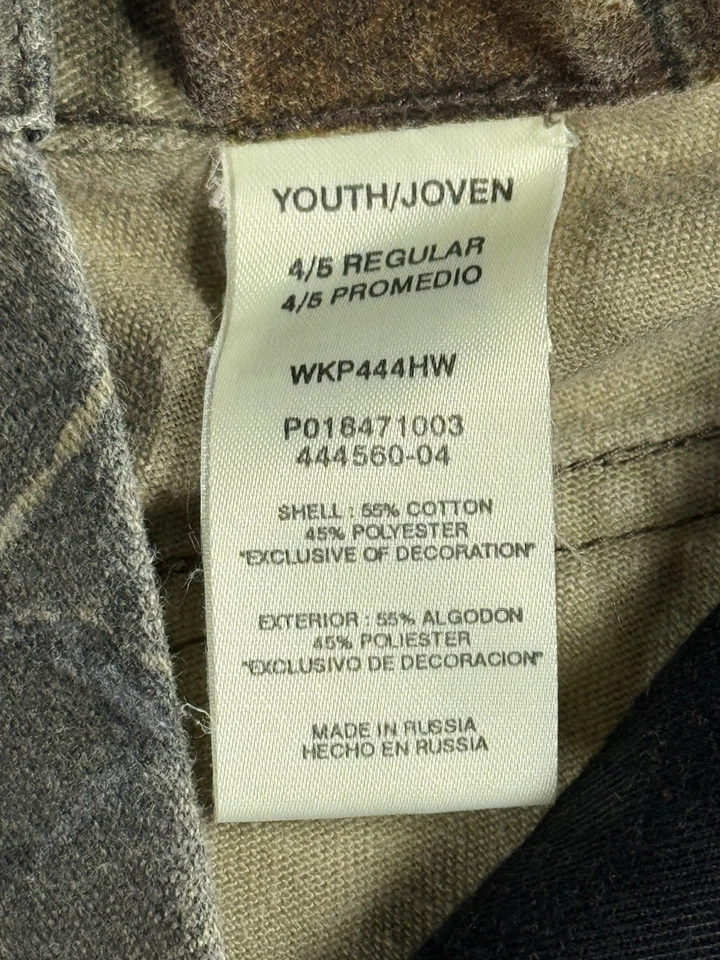 YOUTH/JOVEN
4/5 REGULAR
4/5 PROMEDIO
WKP444HW
P018471003
444560-04
SHELL : 55% COTTON
45% POLYESTER
"EXCLUSIVE OF DECORATION"
EXTERIOR : 55% ALGODON
45% POLIESTER
"EXCLUSIVO DE DECORACION"
MADE IN RUSSIA
HECHO EN RUSSIA